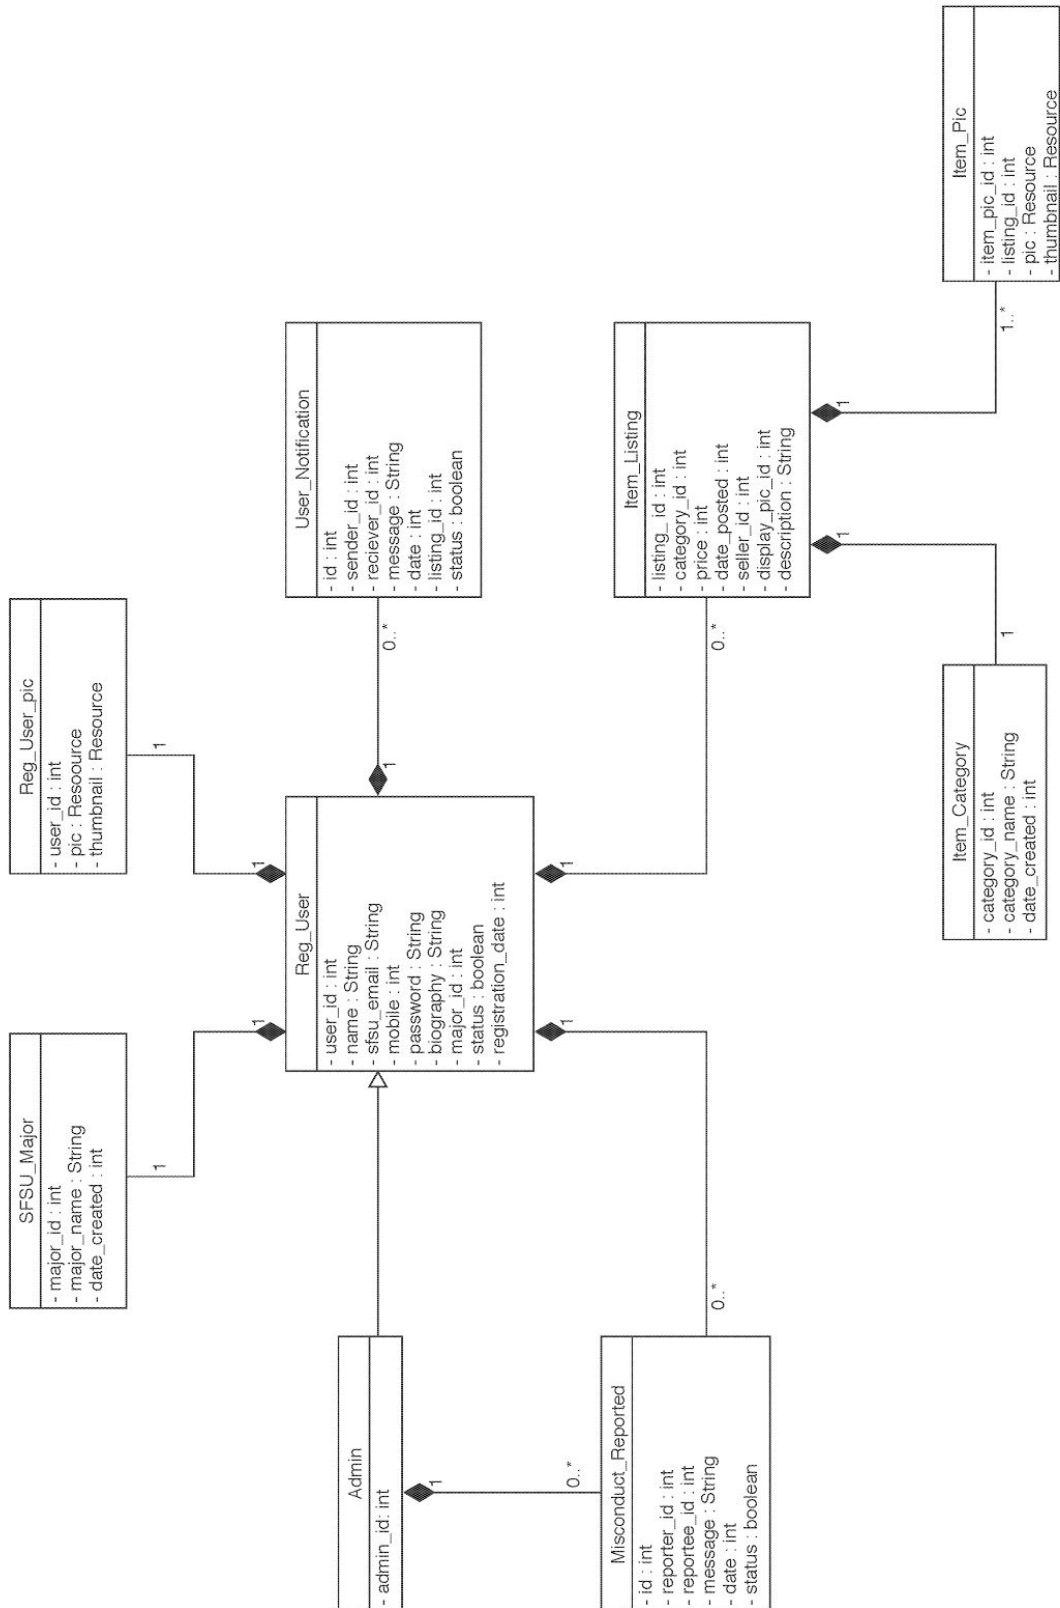 SFSU_Major
- major_id : int
- major_name : String
- date_created : int
1
1
Reg_User_pic
- user_id : int
- pic : Resoource
- thumbnail : Resource
1
1
Admin
- admin_id: int
1
0..*
Reg_User
- user_id : int
- name : String
- sfsu_email : String
- mobile : int
- password : String
- biography : String
- major_id : int
- status : boolean
- registration_date : int
1
0..*
User_Notification
- id : int
- sender_id : int
- reciever_id : int
- message : String
- date : int
- listing_id : int
- status : boolean
1
0..*
1
0..*
Misconduct_Reported
- id : int
- reporter_id : int
- reportee_id : int
- message : String
- date : int
- status : boolean
Item_Listing
- listing_ id : int
- category_id : int
- price : int
- date_posted : int
- seller_id : int
- display_pic_id : int
- description : String
1
1
1
1..*
Item_Category
- category_id : int
- category_name : String
- date_created : int
Item_Pic
- item_pic_id : int
- listing_id : int
- pic : Resource
- thumbnail : Resource